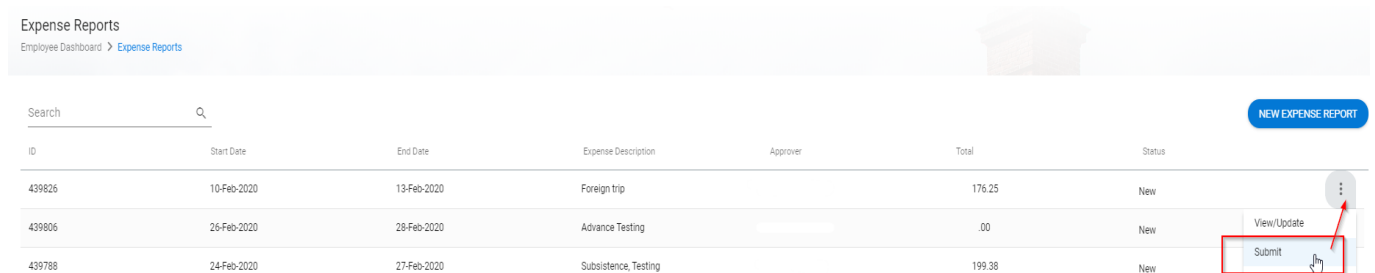 Expense Reports
Employee Dashboard > Expense Reports
Search
NEW EXPENSE REPORT
ID Start Date End Date Expense Description Approver Total Status
439826 10-Feb-2020 13-Feb-2020 Foreign trip 176.25 New
439806 26-Feb-2020 28-Feb-2020 Advance Testing .00 New View/Update
439788 24-Feb-2020 27-Feb-2020 Subsistence, Testing 199.38 New Submit